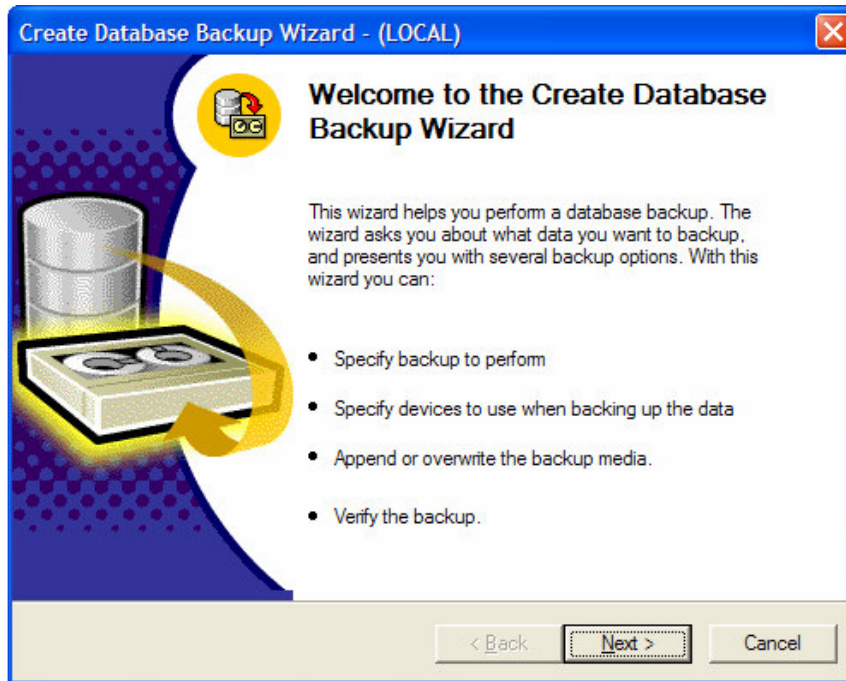 Create Database Backup Wizard - (LOCAL)
Welcome to the Create Database
Backup Wizard
This wizard helps you perform a database backup. The
wizard asks you about what data you want to backup,
and presents you with several backup options. With this
wizard you can:
• Specify backup to perform
• Specify devices to use when backing up the data
• Append or overwrite the backup media.
• Verify the backup.
< Back
Next >
Cancel